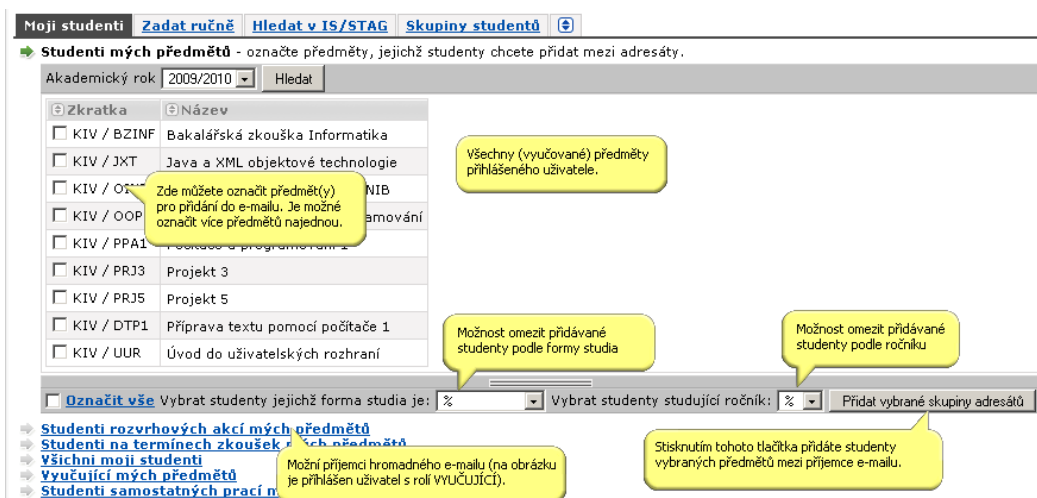 Moji studenti Zadat ručně Hledat v IS/STAG Skupiny studentů
Studenti mých předmětů - označte předměty, jejichž studenty chcete přidat mezi adresáty.
Akademický rok 2009/2010 Hledat
Zkratka Název
KIV / BZINF Bakalářská zkouška Informatika
KIV / JXT Java a XML objektové technologie
KIV / NIB
KIV / OOP amování
KIV / PPA1 Počítače a programování 1
KIV / PRJ3 Projekt 3
KIV / PRJ5 Projekt 5
KIV / DTP1 Příprava textu pomocí počítače 1
KIV / UUR Úvod do uživatelských rozhraní
Všechny (vyučované) předměty
přihlášeného uživatele.
Zde můžete označit předmět(y)
pro přidání do e-mailu. Je možné
označit více předmětů najednou.
Možnost omezit přidávané
studenty podle formy studia
Možnost omezit přidávané
studenty podle ročníku
Označit vše Vybrat studenty jejichž forma studia je: % Vybrat studenty studující ročník: % Přidat vybrané skupiny adresátů
Studenti rozvrhových akcí mých předmětů
Studenti na termínech zkoušek mých předmětů
Všichni moji studenti
Vyučující mých předmětů
Studenti samostatných prací m
Možní příjemci hromadného e-mailu (na obrázku
je přihlášen uživatel s rolí VYUČUJÍCÍ).
Stisknutím tohoto tlačítka přidáte studenty
vybraných předmětů mezi příjemce e-mailu.